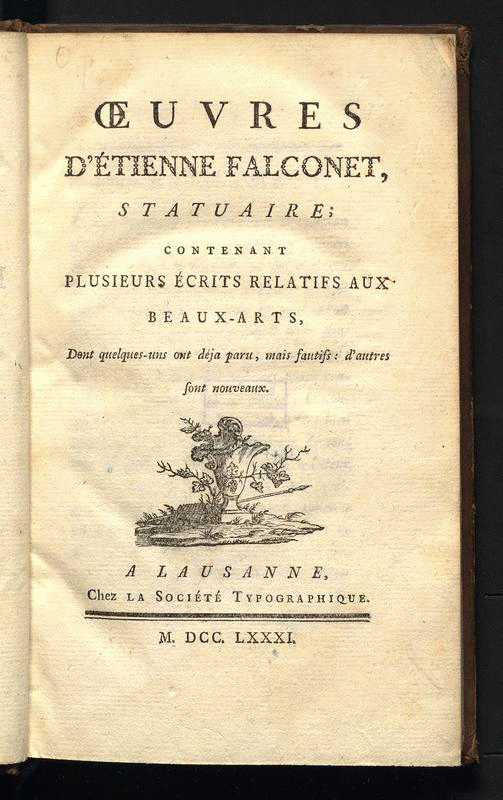 ŒUVRES
D'ÉTIENNE FALCONET,
STATUAIRE;
CONTENANT
PLUSIEURS ÉCRITS RELATIFS AUX
BEAUX-ARTS,
Dont quelques-uns ont déja paru, mais fautifs : d'autres
ſont nouveaux.
A LAUSANNE,
Chez LA SOCIÉTÉ TYPOGRAPHIQUE.
M. DCC. LXXXI.